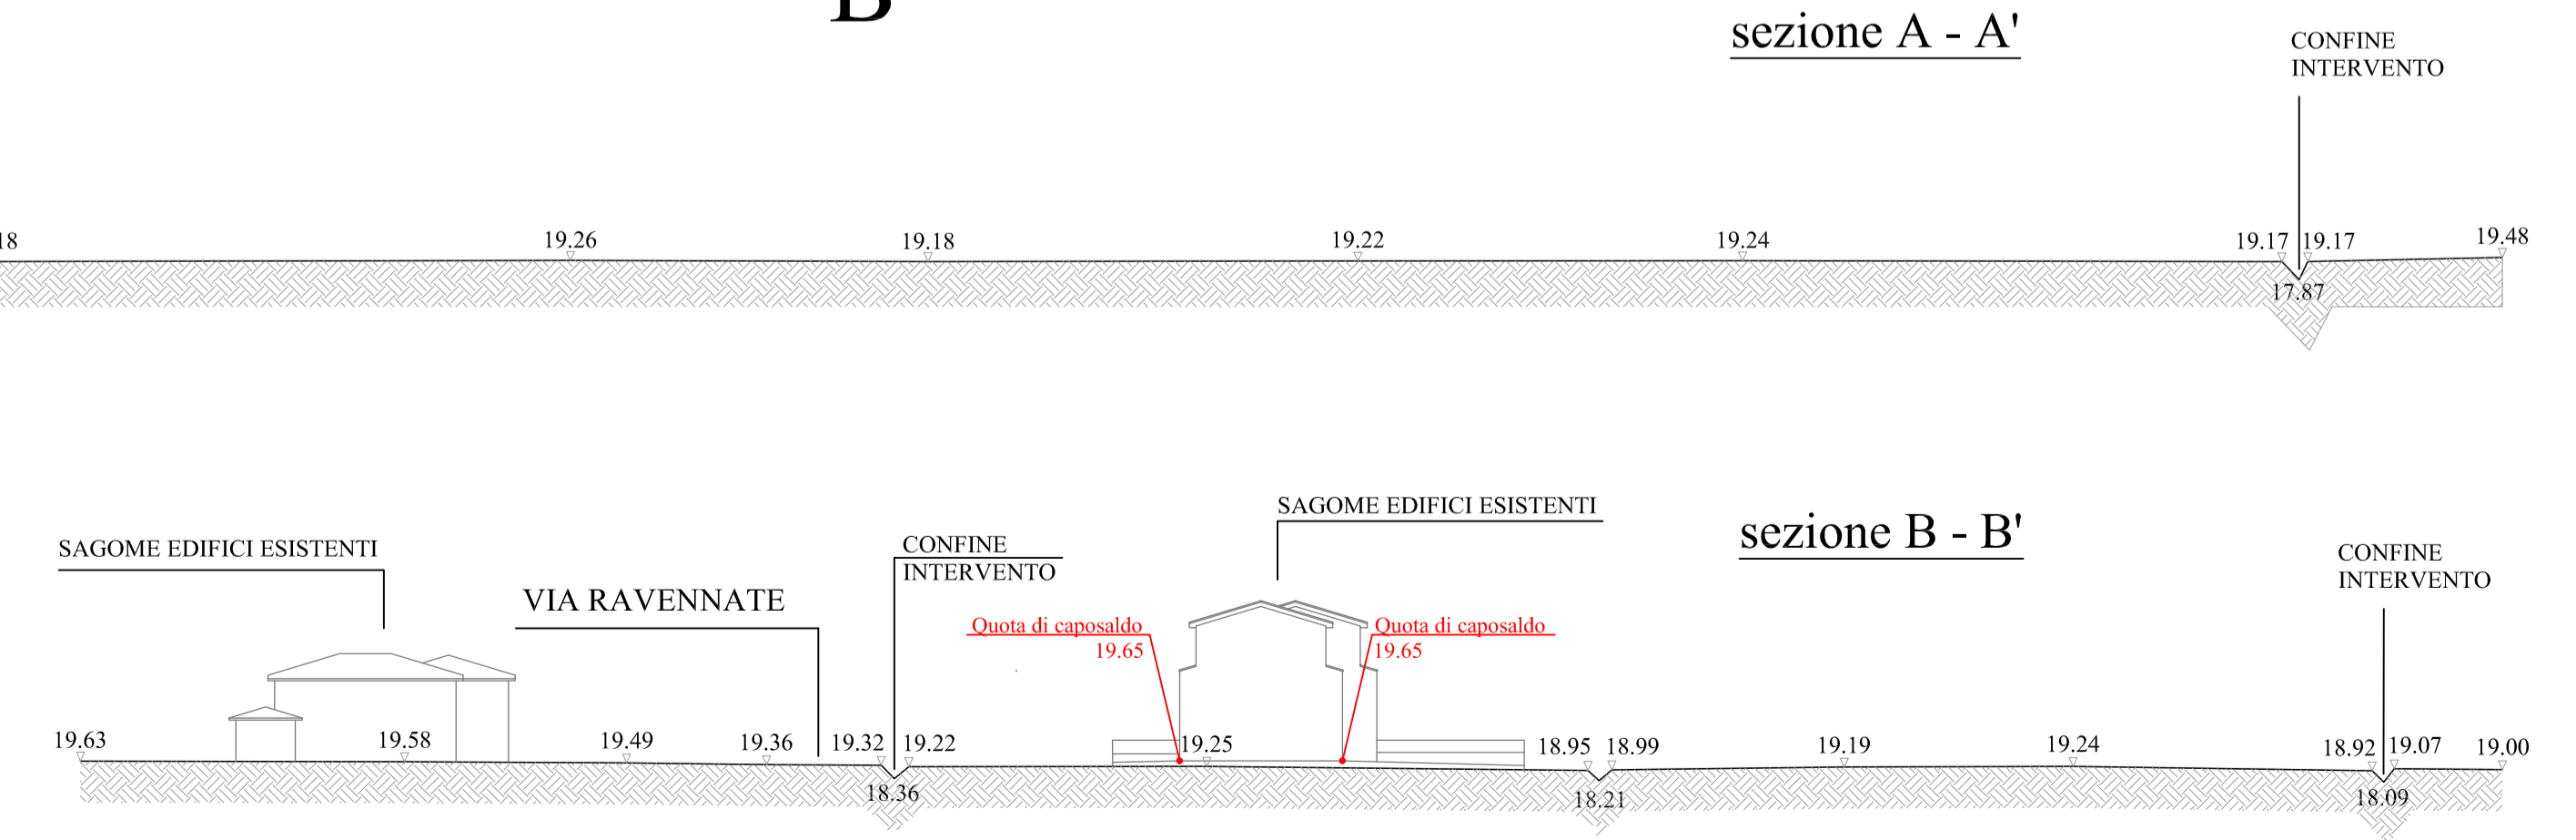 B
sezione A - A'
CONFINE
INTERVENTO
18
19.26
19.18
19.22
19.24
19.17
19.17
19.48
17.87
SAGOME EDIFICI ESISTENTI
sezione B - B'
SAGOME EDIFICI ESISTENTI
CONFINE
INTERVENTO
CONFINE
INTERVENTO
VIA RAVENNATE
Quota di caposaldo
19.65
Quota di caposaldo
19.65
19.63
19.58
19.49
19.36
19.32
19.22
19.25
18.95
18.99
19.19
19.24
18.92
19.07
19.00
18.36
18.21
18.09